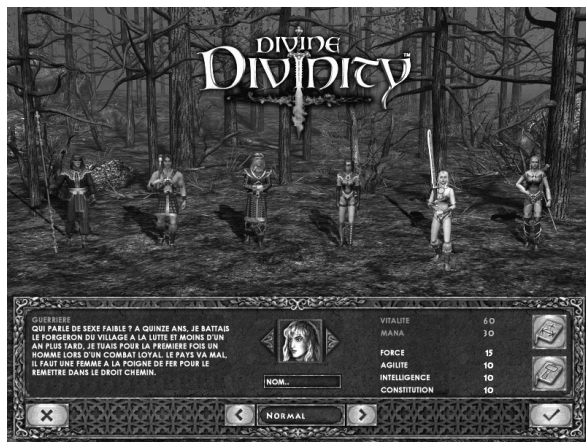 DIVINE
DIVINITY™
GUERRIERE
QUI PARLE DE SEXE FAIBLE ? A QUINZE ANS, JE BATTAIS
LE FORGERON DU VILLAGE A LA LUTTE ET MOINS D'UN
AN PLUS TARD, JE TUAIS POUR LA PREMIERE FOIS UN
HOMME LORS D'UN COMBAT LOYAL. LE PAYS VA MAL,
IL FAUT UNE FEMME A LA POIGNE DE FER POUR LE
REMETTRE DANS LE DROIT CHEMIN.
NOM..
VITALITE 60
MANA 30
FORCE 15
AGILITE 10
INTELLIGENCE 10
CONSTITUTION 10
NORMAL